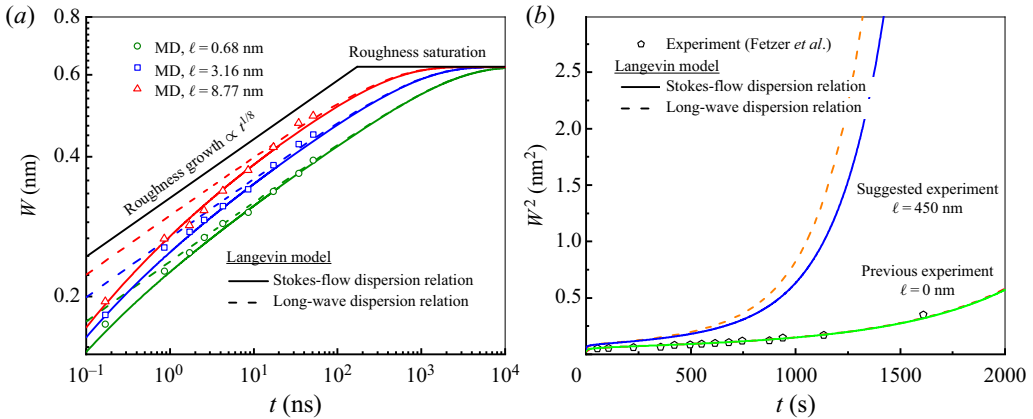 (a)
0.8
0.6
0.4
0.2
W (nm)
MD, ℓ = 0.68 nm
MD, ℓ = 3.16 nm
MD, ℓ = 8.77 nm
Roughness saturation
Roughness growth ∝ t^1/8
Langevin model
Stokes-flow dispersion relation
Long-wave dispersion relation
10^−1 10^0 10^1 10^2 10^3 10^4
t (ns)
(b)
2.5
2.0
1.5
1.0
0.5
W^2 (nm^2)
Experiment (Fetzer et al.)
Langevin model
Stokes-flow dispersion relation
Long-wave dispersion relation
Suggested experiment
ℓ = 450 nm
Previous experiment
ℓ = 0 nm
0 500 1000 1500 2000
t (s)